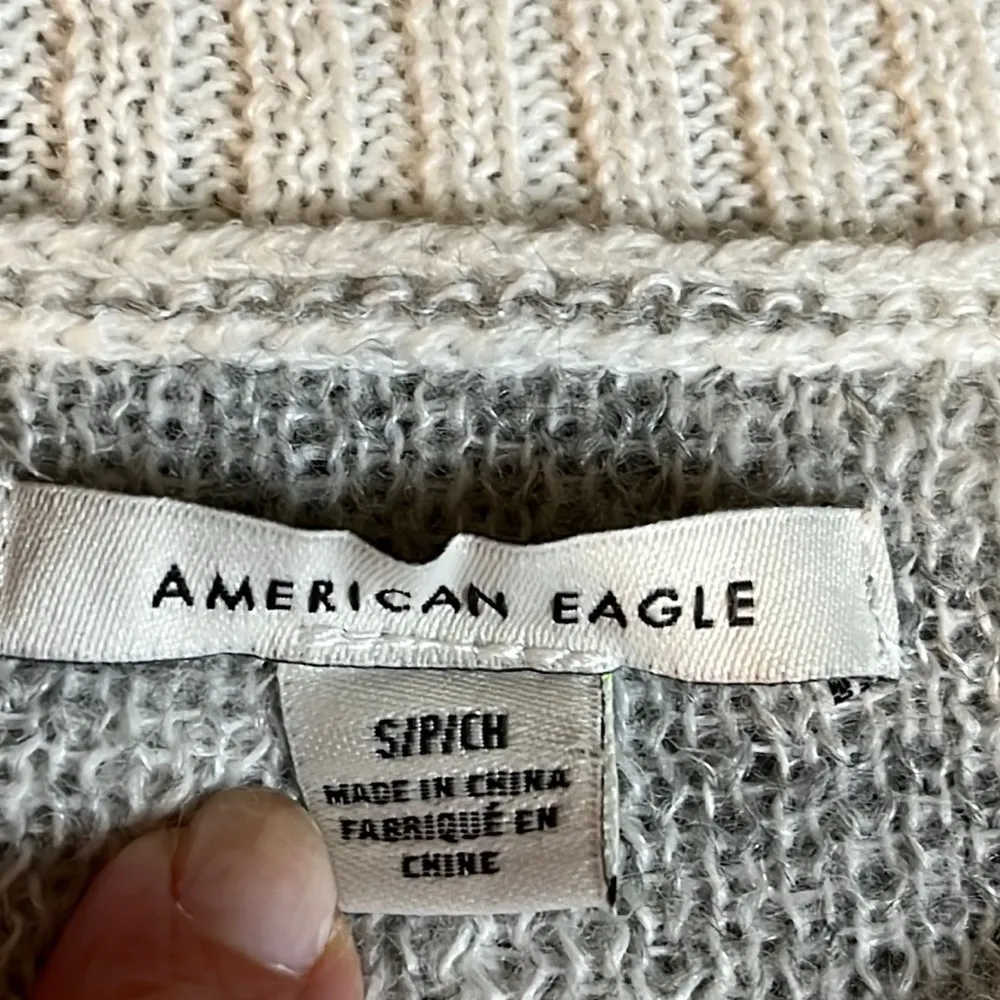 AMERICAN EAGLE
S/P/CH
MADE IN CHINA
FABRIQUÉ EN
CHINE